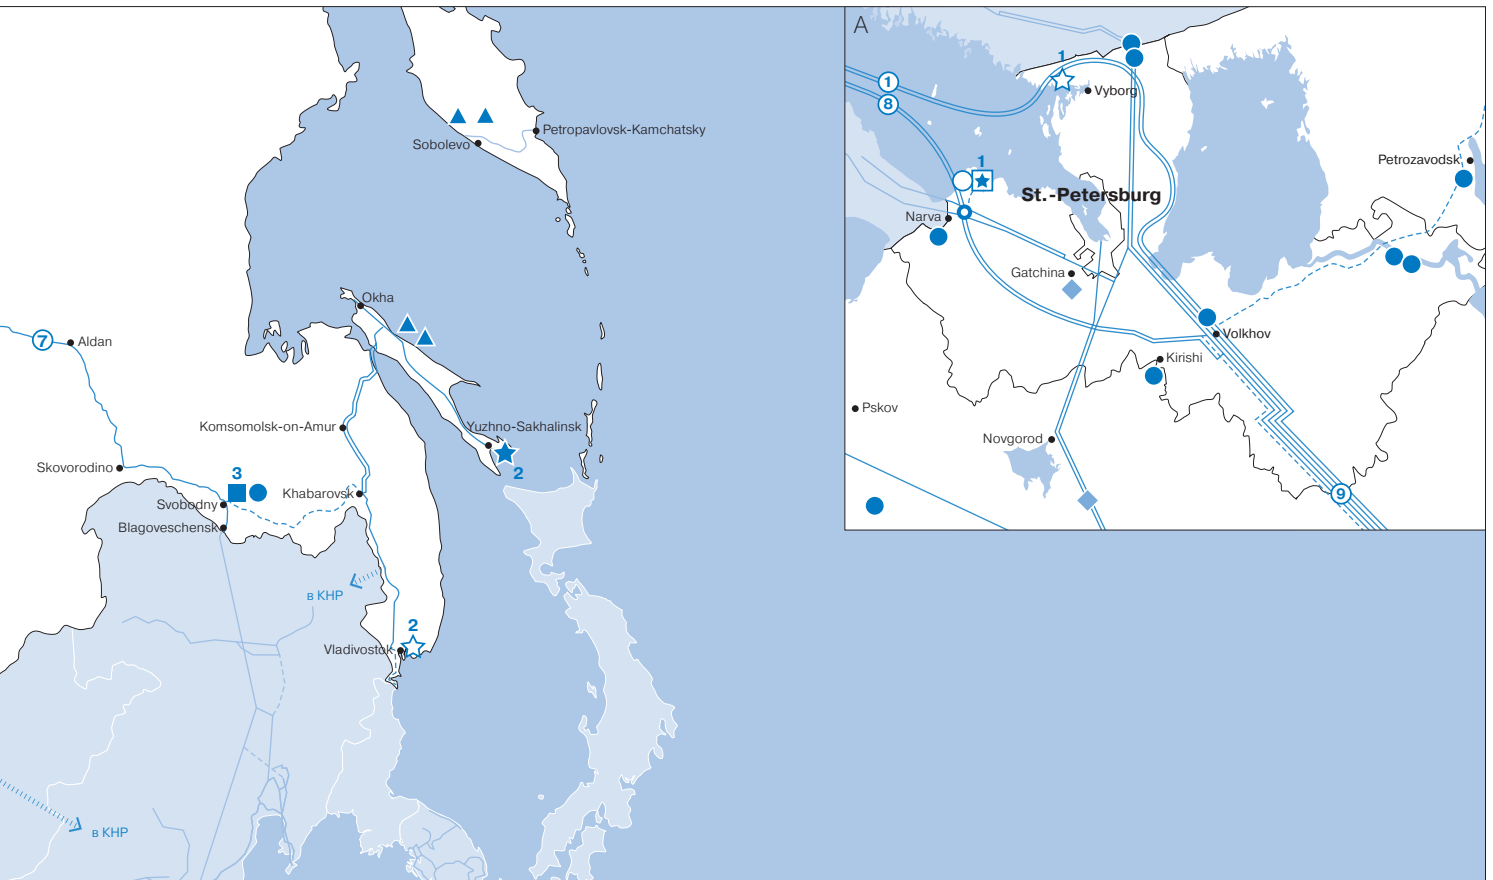 Petropavlovsk-Kamchatsky
Sobolevo
Okha
7
Aldan
Komsomolsk-on-Amur
Yuzhno-Sakhalinsk
2
Skovorodino
3
Khabarovsk
Svobodny
Blagoveschensk
в КНР
2
Vladivostok
в КНР
A
1
1
8
Vyborg
1
St.-Petersburg
Petrozavodsk
Narva
Gatchina
Volkhov
Kirishi
Pskov
Novgorod
9